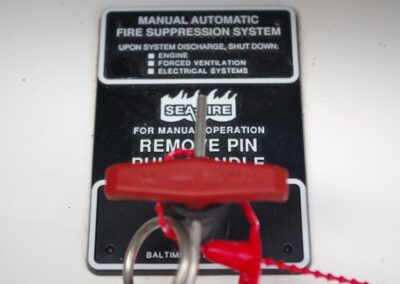 MANUAL AUTOMATIC
FIRE SUPPRESSION SYSTEM
UPON SYSTEM DISCHARGE, SHUT DOWN:
ENGINE
FORCED VENTILATION
ELECTRICAL SYSTEMS
SEA-FIRE
FOR MANUAL OPERATION
REMOVE PIN